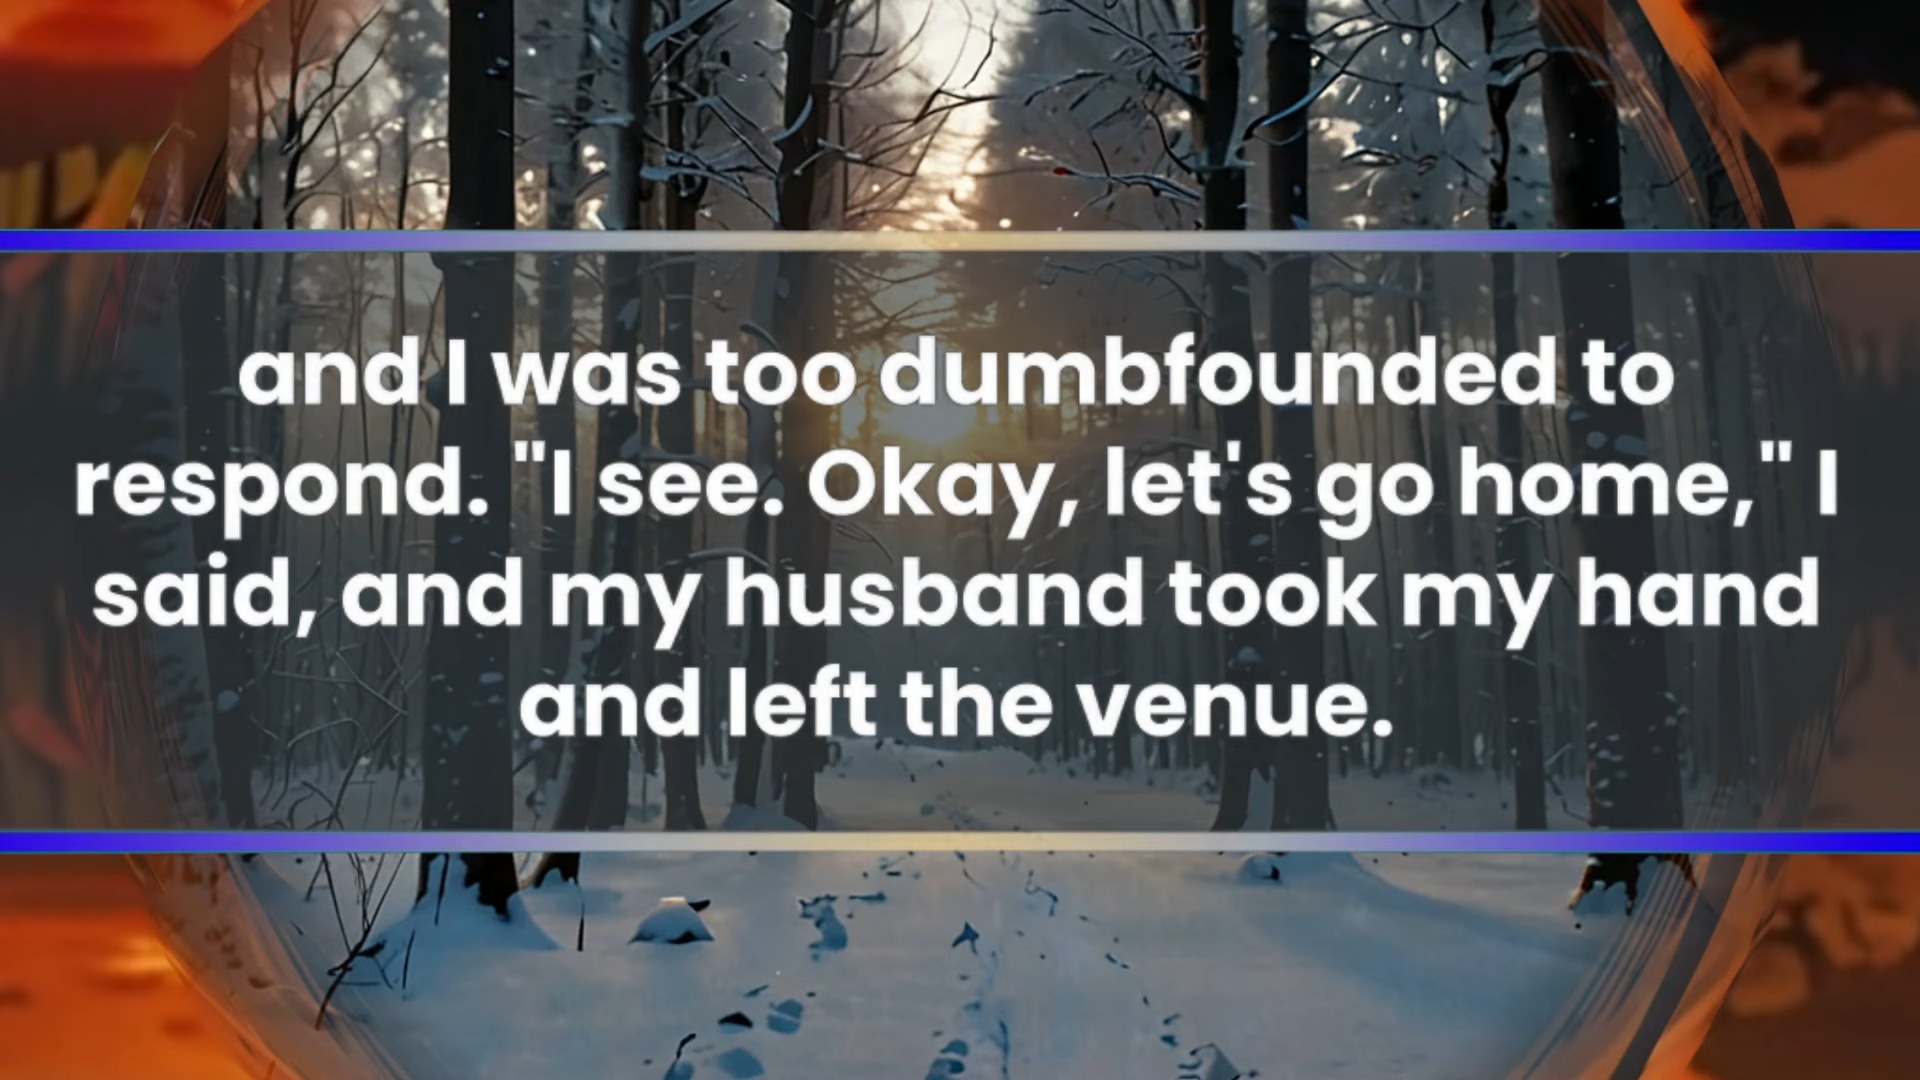 and I was too dumbfounded to
respond. "I see. Okay, let's go home," I
said, and my husband took my hand
and left the venue.